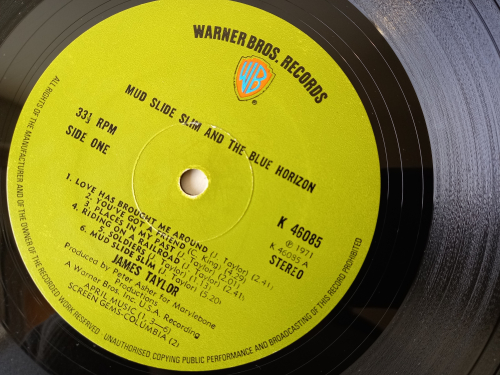 WARNER BROS. RECORDS
WB
®
MUD SLIDE SLIM AND THE BLUE HORIZON
33⅓ RPM
SIDE ONE
K 46085
℗ 1971
K 46085 A
STEREO
1. LOVE HAS BROUGHT ME AROUND (J. Taylor) (2.41)
2. YOU'VE GOT A FRIEND (C. King) (4.29)
3. PLACES IN MY PAST (J. Taylor) (2.01)
4. RIDING ON A RAILROAD (J. Taylor) (2.41)
5. SOLDIERS (J. Taylor) (1.13)
6. MUD SLIDE SLIM (J. Taylor) (5.20)
JAMES TAYLOR
Produced by Peter Asher for Marylebone
Productions.
A Warner Bros. Inc. U.S.A. Recording
APRIL MUSIC (1, 3–6)
SCREEN GEMS-COLUMBIA (2)
ALL RIGHTS OF THE MANUFACTURER AND OF THE OWNER OF THE RECORDED WORK RESERVED UNAUTHORISED COPYING PUBLIC PERFORMANCE AND BROADCASTING OF THIS RECORD PROHIBITED